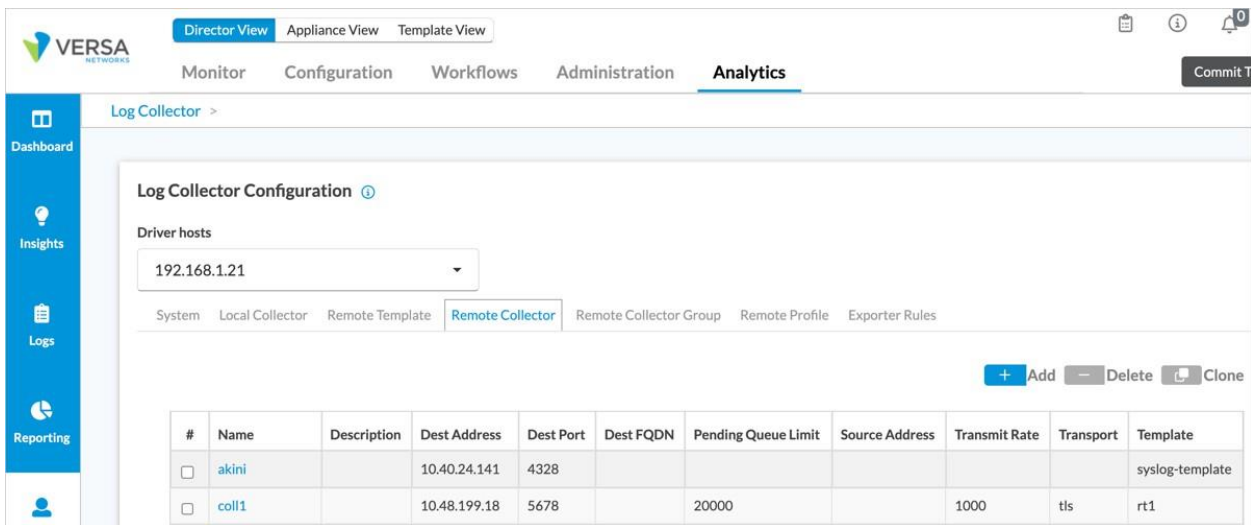 VERSA
NETWORKS
Director View Appliance View Template View
0
Monitor Configuration Workflows Administration Analytics
Commit T
Log Collector >
Dashboard
Insights
Logs
Reporting
Log Collector Configuration
Driver hosts
192.168.1.21
System Local Collector Remote Template Remote Collector Remote Collector Group Remote Profile Exporter Rules
+ Add - Delete Clone
# Name Description Dest Address Dest Port Dest FQDN Pending Queue Limit Source Address Transmit Rate Transport Template
akini 10.40.24.141 4328 syslog-template
coll1 10.48.199.18 5678 20000 1000 tls rt1